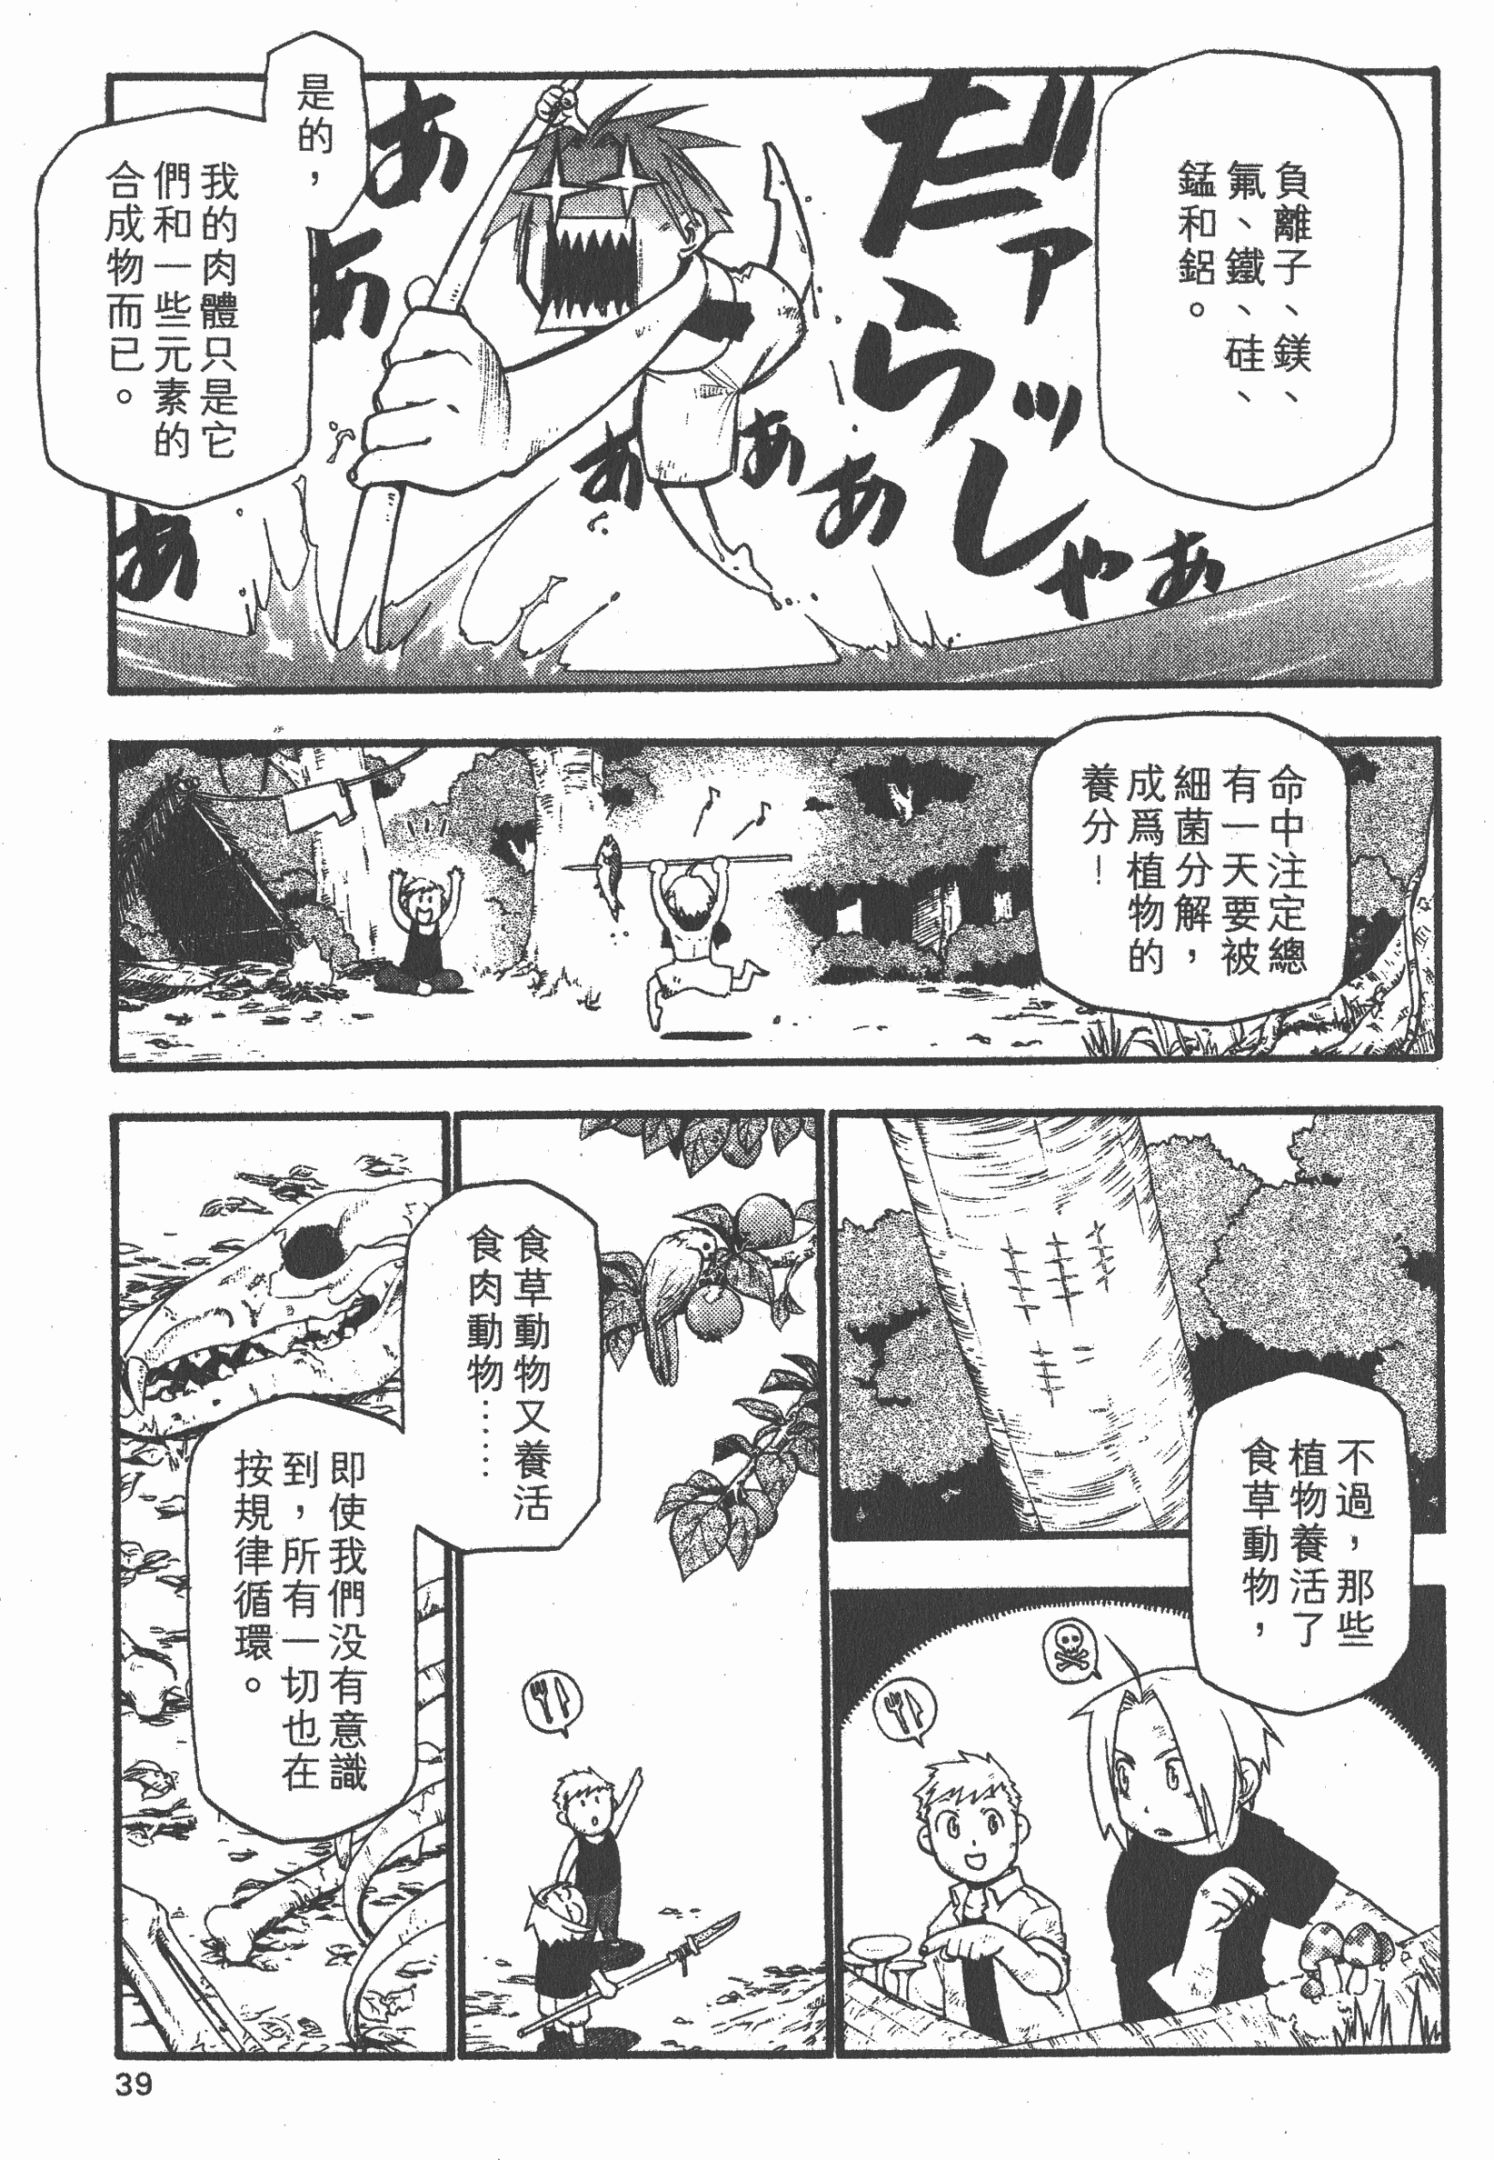 負離子、鎂、
氟、鐵、硅、
錳和鋁。
ダァ
らッ
しゃあ
あ
あ
あ
あ
あ
あ
是的，
我的肉體只是它
們和一些元素的
合成物而已。
命中注定總
有一天要被
細菌分解，
成爲植物的
養分！
不過，那些
植物養活了
食草動物，
食草動物又養活
食肉動物……
即使我們没有意識
到，所有一切也在
按規律循環。
39